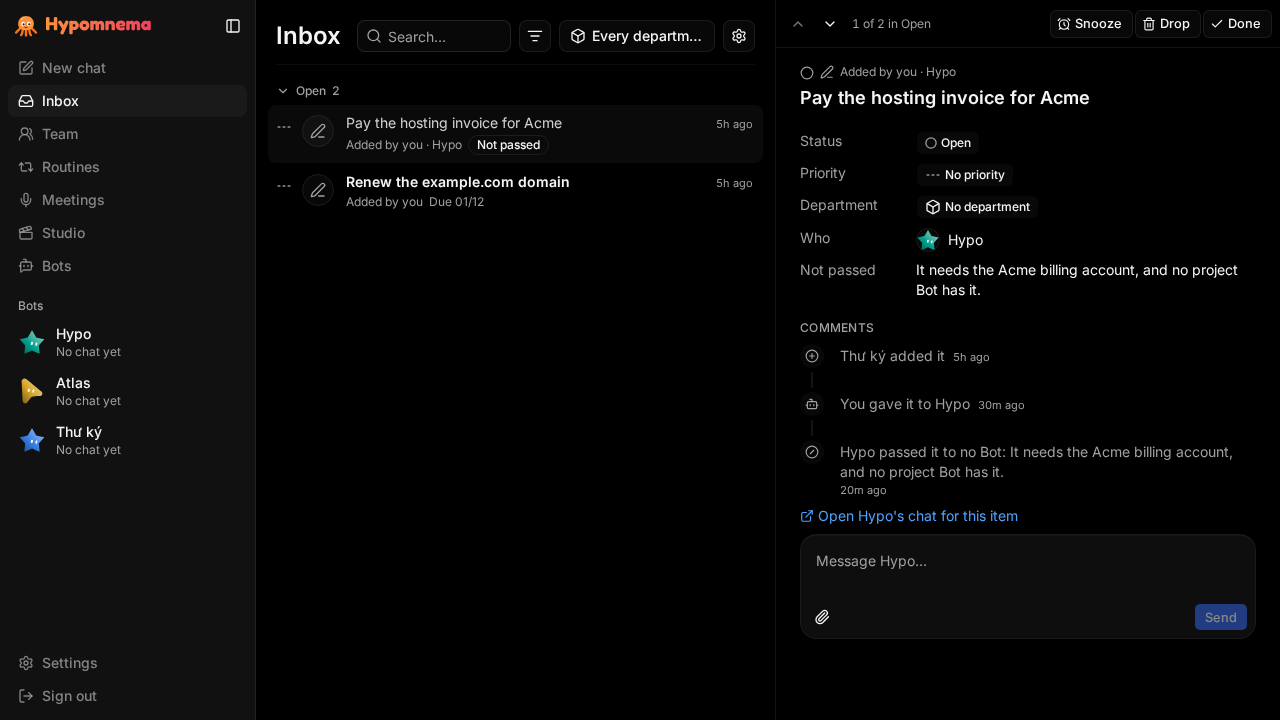 Hypomnema
New chat
Inbox
Team
Routines
Meetings
Studio
Bots
Bots
Hypo
No chat yet
Atlas
No chat yet
Thư ký
No chat yet
Settings
Sign out
Inbox
Search...
Every departm...
Open 2
Pay the hosting invoice for Acme
5h ago
Added by you · Hypo
Not passed
Renew the example.com domain
5h ago
Added by you Due 01/12
1 of 2 in Open
Snooze
Drop
Done
Added by you · Hypo
Pay the hosting invoice for Acme
Status
Open
Priority
No priority
Department
No department
Who
Hypo
Not passed
It needs the Acme billing account, and no project
Bot has it.
COMMENTS
Thư ký added it 5h ago
You gave it to Hypo 30m ago
Hypo passed it to no Bot: It needs the Acme billing account,
and no project Bot has it.
20m ago
Open Hypo's chat for this item
Message Hypo...
Send